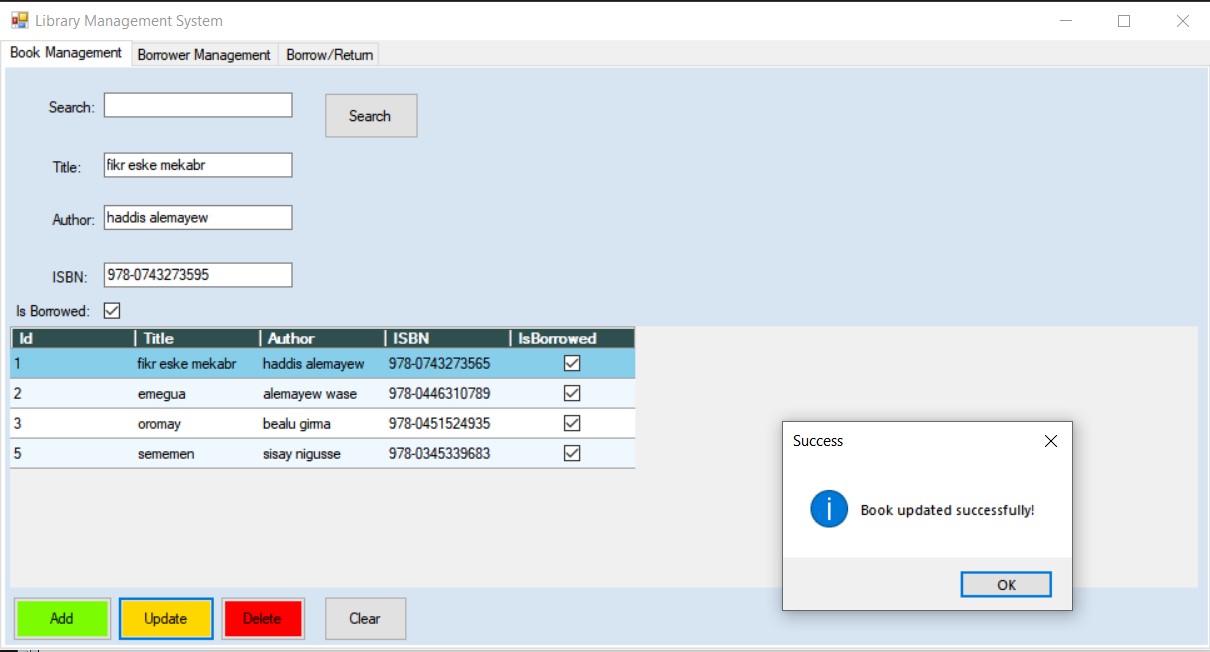 Library Management System
Book Management Borrower Management Borrow/Return
Search: Search
Title: fikr eske mekabr
Author: haddis alemayew
ISBN: 978-0743273595
Is Borrowed:
Id Title Author ISBN IsBorrowed
1 fikr eske mekabr haddis alemayew 978-0743273565
2 emegua alemayew wase 978-0446310789
3 oromay bealu girma 978-0451524935
5 sememen sisay nigusse 978-0345339683
Success
i
Book updated successfully!
OK
Add Update Delete Clear